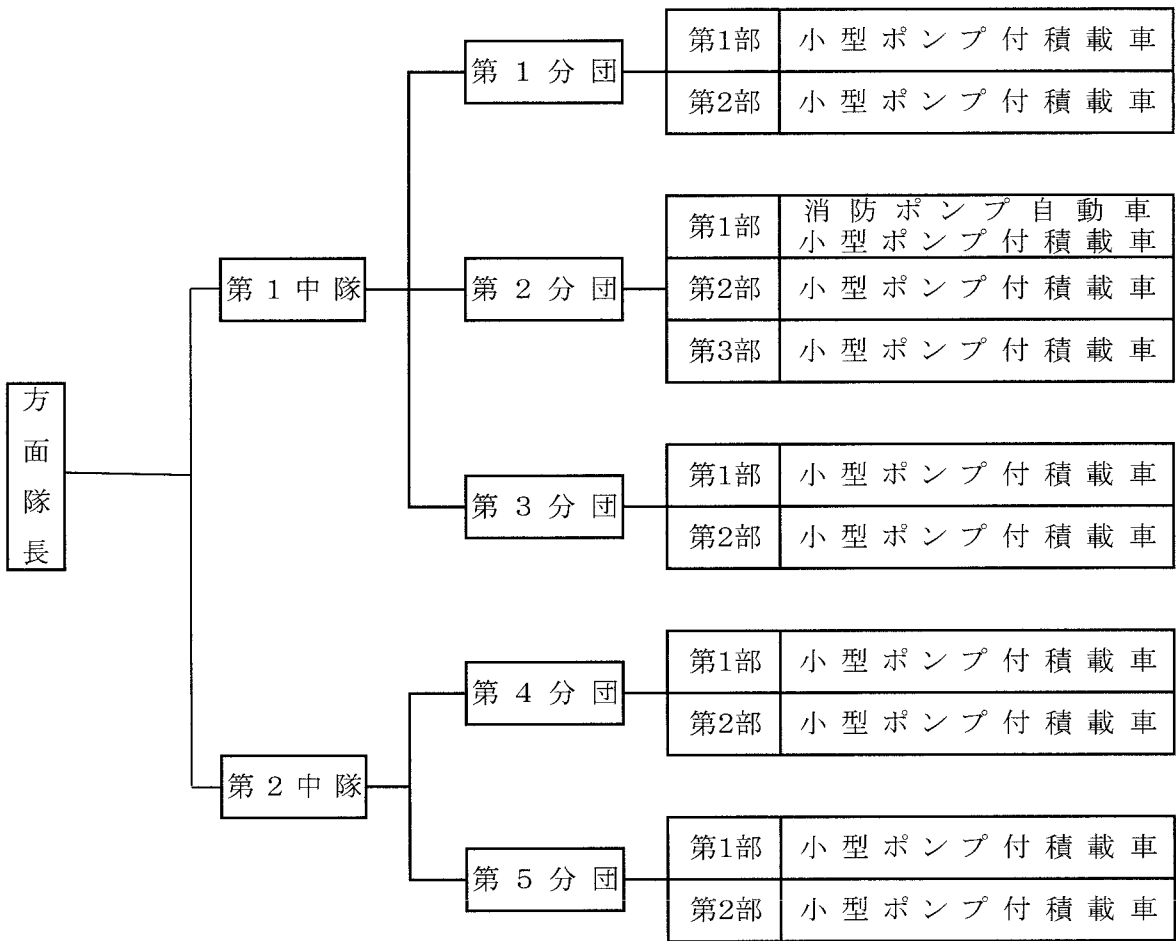 方面隊長
第1中隊
第1分団
第1部 小型ポンプ付積載車
第2部 小型ポンプ付積載車
第2分団
第1部 消防ポンプ自動車
小型ポンプ付積載車
第2部 小型ポンプ付積載車
第3部 小型ポンプ付積載車
第3分団
第1部 小型ポンプ付積載車
第2部 小型ポンプ付積載車
第2中隊
第4分団
第1部 小型ポンプ付積載車
第2部 小型ポンプ付積載車
第5分団
第1部 小型ポンプ付積載車
第2部 小型ポンプ付積載車